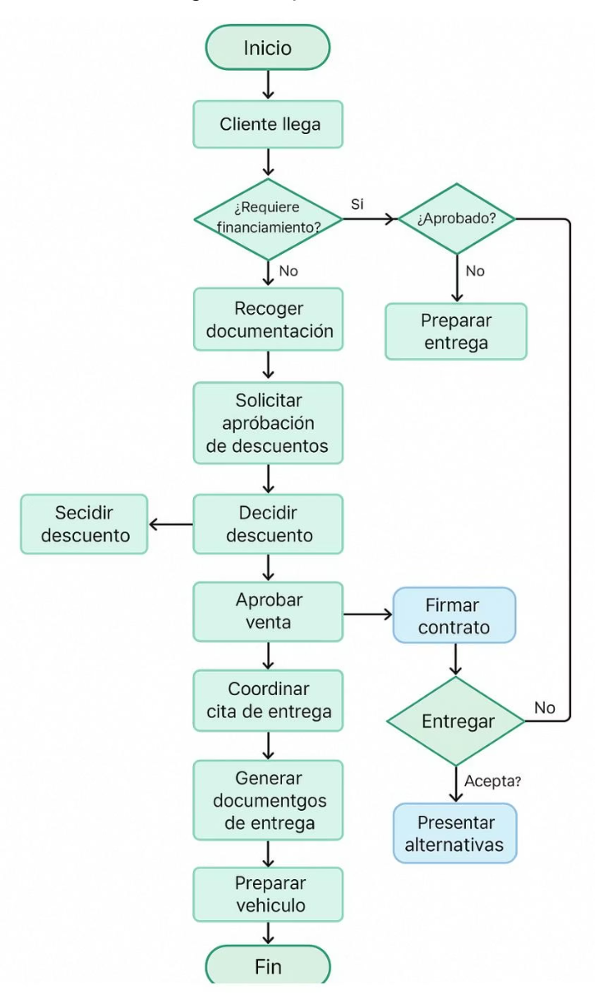 Inicio
Cliente llega
¿Requiere
financiamiento?
Si
¿Aprobado?
No
No
Recoger
documentación
Preparar
entrega
Solicitar
apróbación
de descuentos
Secidir
descuento
Decidir
descuento
Aprobar
venta
Firmar
contrato
Coordinar
cita de entrega
Entregar
No
Acepta?
Generar
documentgos
de entrega
Presentar
alternativas
Preparar
vehiculo
Fin